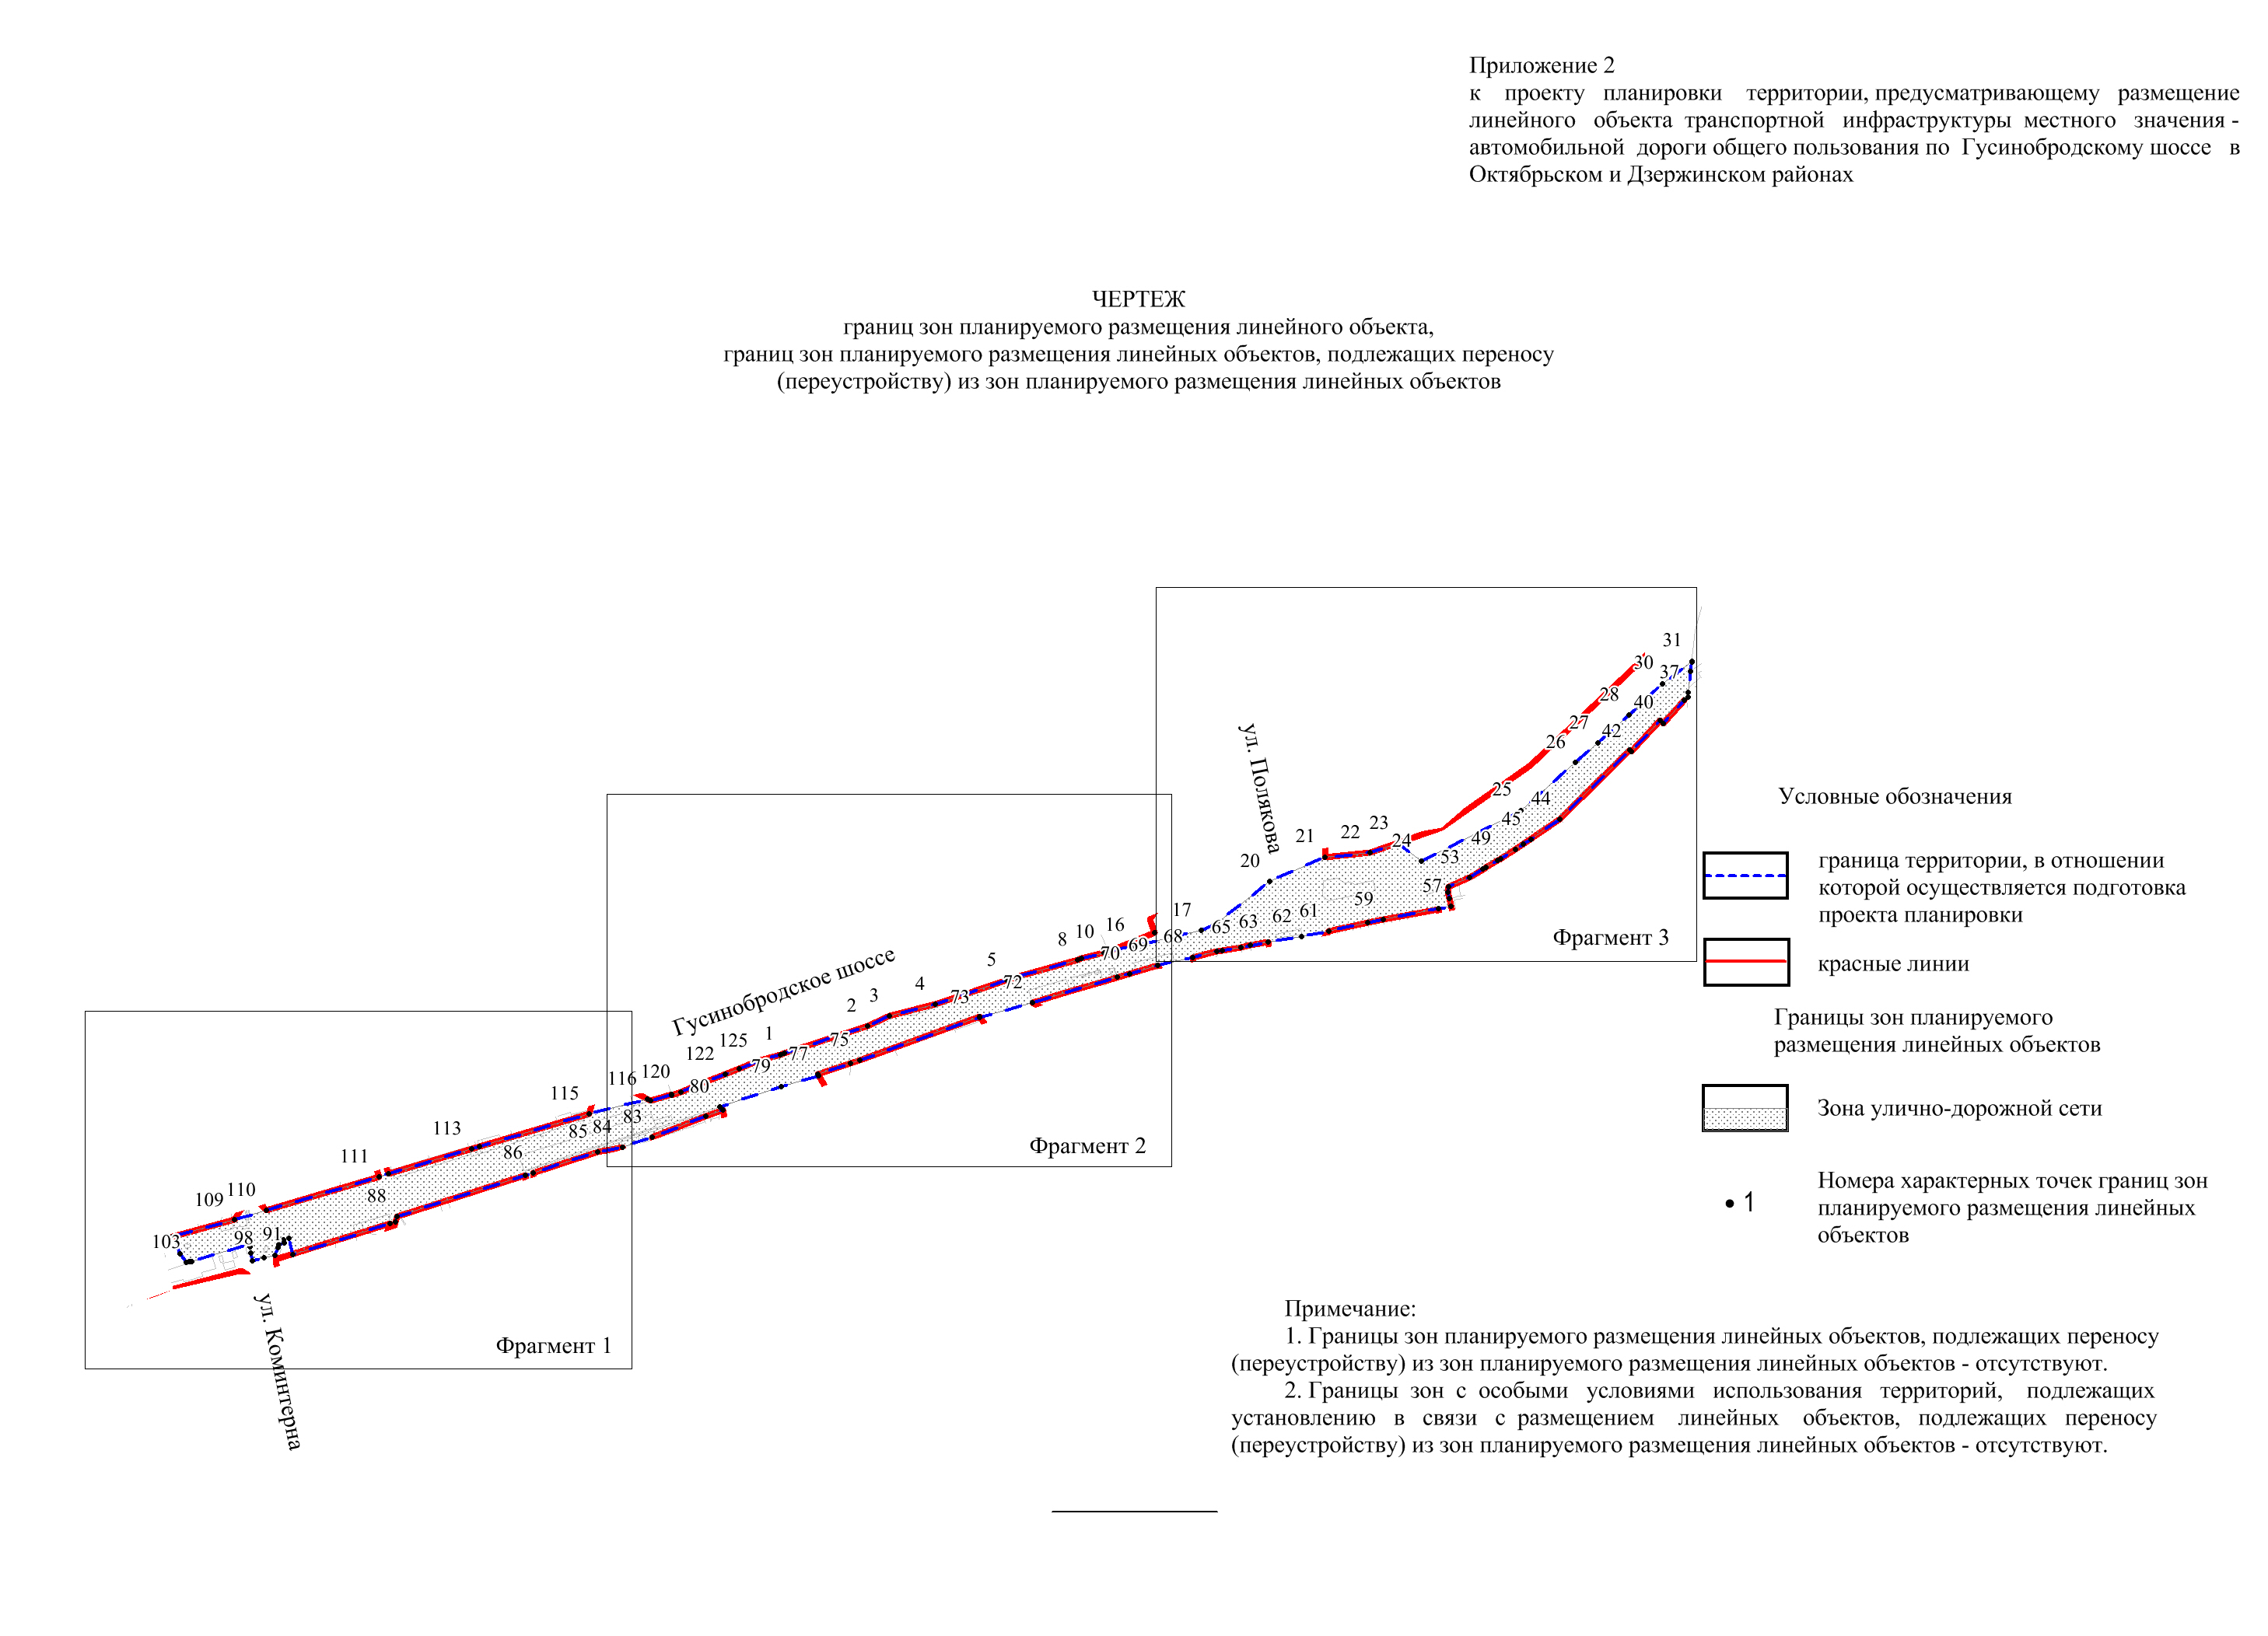 Приложение 2
к проекту планировки территории, предусматривающему размещение
линейного объекта транспортной инфраструктуры местного значения -
автомобильной дороги общего пользования по Гусинобродскому шоссе в
Октябрьском и Дзержинском районах
ЧЕРТЕЖ
границ зон планируемого размещения линейного объекта,
границ зон планируемого размещения линейных объектов, подлежащих переносу
(переустройству) из зон планируемого размещения линейных объектов
31
30
37
28
40
27
42
26
25
44
45
49
53
24
23
22
21
20
57
59
61
62
63
65
17
68
ул. Полякова
Фрагмент 3
16
10
8
69
70
5
72
4
73
3
2
75
1
77
125
79
122
80
120
116
83
Гусинобродское шоссе
Фрагмент 2
115
85
84
113
86
111
88
110
109
103
98
91
Фрагмент 1
ул. Коминтерна
Условные обозначения
граница территории, в отношении
которой осуществляется подготовка
проекта планировки
красные линии
Границы зон планируемого
размещения линейных объектов
Зона улично-дорожной сети
1
Номера характерных точек границ зон
планируемого размещения линейных
объектов
Примечание:
1. Границы зон планируемого размещения линейных объектов, подлежащих переносу
(переустройству) из зон планируемого размещения линейных объектов - отсутствуют.
2. Границы зон с особыми условиями использования территорий, подлежащих
установлению в связи с размещением линейных объектов, подлежащих переносу
(переустройству) из зон планируемого размещения линейных объектов - отсутствуют.